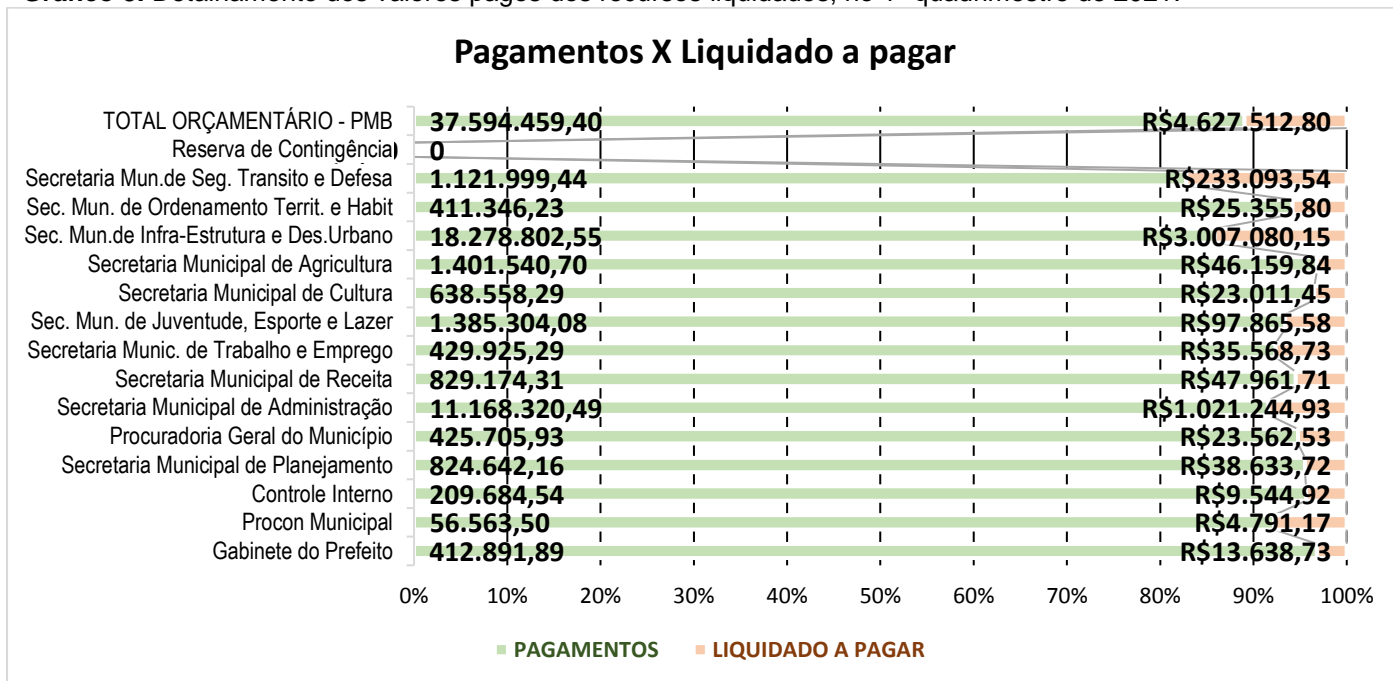 Pagamentos X Liquidado a pagar
TOTAL ORÇAMENTÁRIO - PMB 37.594.459,40 R$4.627.512,80
Reserva de Contingência 0
Secretaria Mun.de Seg. Transito e Defesa 1.121.999,44 R$233.093,54
Sec. Mun. de Ordenamento Territ. e Habit 411.346,23 R$25.355,80
Sec. Mun.de Infra-Estrutura e Des.Urbano 18.278.802,55 R$3.007.080,15
Secretaria Municipal de Agricultura 1.401.540,70 R$46.159,84
Secretaria Municipal de Cultura 638.558,29 R$23.011,45
Sec. Mun. de Juventude, Esporte e Lazer 1.385.304,08 R$97.865,58
Secretaria Munic. de Trabalho e Emprego 429.925,29 R$35.568,73
Secretaria Municipal de Receita 829.174,31 R$47.961,71
Secretaria Municipal de Administração 11.168.320,49 R$1.021.244,93
Procuradoria Geral do Município 425.705,93 R$23.562,53
Secretaria Municipal de Planejamento 824.642,16 R$38.633,72
Controle Interno 209.684,54 R$9.544,92
Procon Municipal 56.563,50 R$4.791,17
Gabinete do Prefeito 412.891,89 R$13.638,73
0% 10% 20% 30% 40% 50% 60% 70% 80% 90% 100%
PAGAMENTOS LIQUIDADO A PAGAR